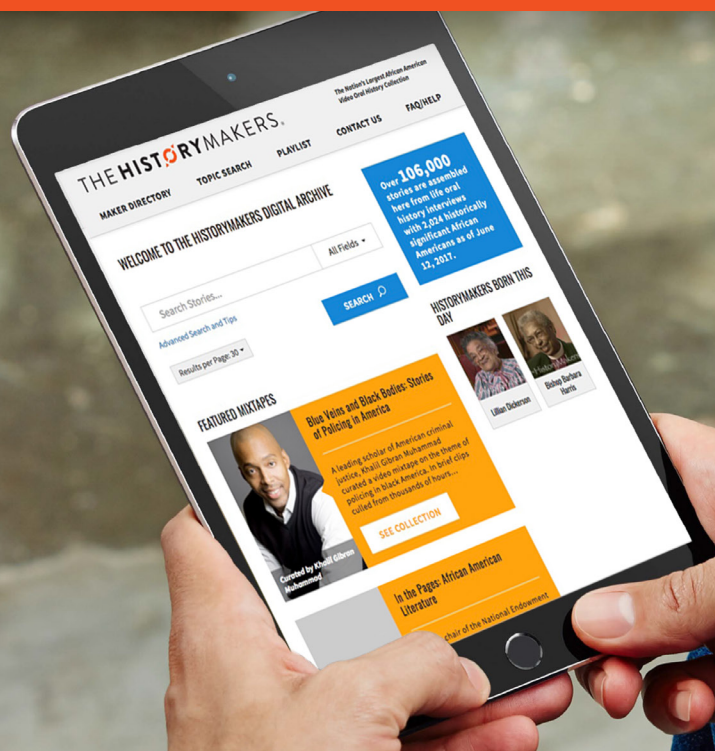 The Nation's Largest African American
Video Oral History Collection
THE HISTORYMAKERS®
MAKER DIRECTORY
TOPIC SEARCH
PLAYLIST
CONTACT US
FAQ/HELP
WELCOME TO THE HISTORYMAKERS DIGITAL ARCHIVE
Search Stories...
All Fields
Advanced Search and Tips
SEARCH
Results per Page: 30
Over 106,000
stories are assembled
here from life oral
history interviews
with 2,024 historically
significant African
Americans as of June
12, 2017.
HISTORYMAKERS BORN THIS
DAY
Lillian Dickerson
HistoryMakers
Bishop Barbara
Harris
FEATURED MIXTAPES
Curated by Khalil Gibran
Muhammad
Blue Veins and Black Bodies: Stories
of Policing in America
A leading scholar of American criminal
justice, Khalil Gibran Muhammad
curated a video mixtape on the theme of
policing in black America. In brief clips
culled from thousands of hours....
SEE COLLECTION
In the Pages: African American
Literature
chair of the National Endowment